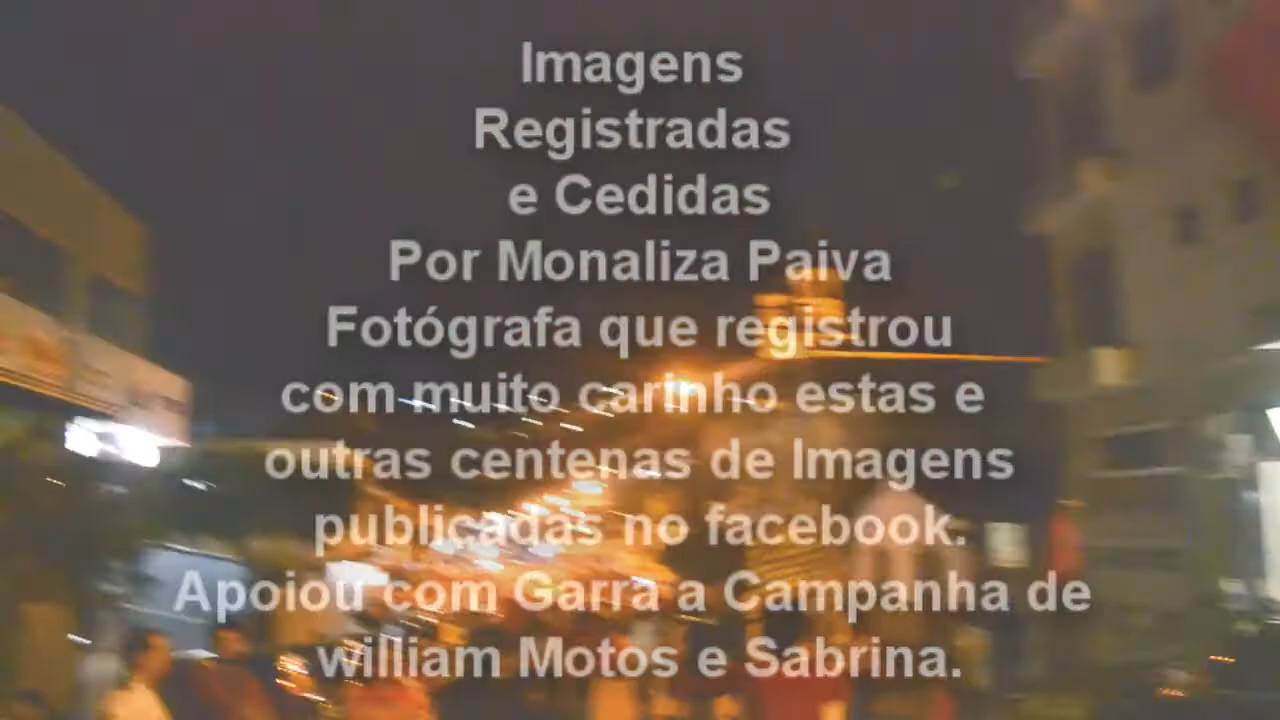 Imagens
Registradas
e Cedidas
Por Monaliza Paiva
Fotógrafa que registrou
com muito carinho estas e
outras centenas de Imagens
publicadas no facebook.
Apoiou com Garra a Campanha de
william Motos e Sabrina.